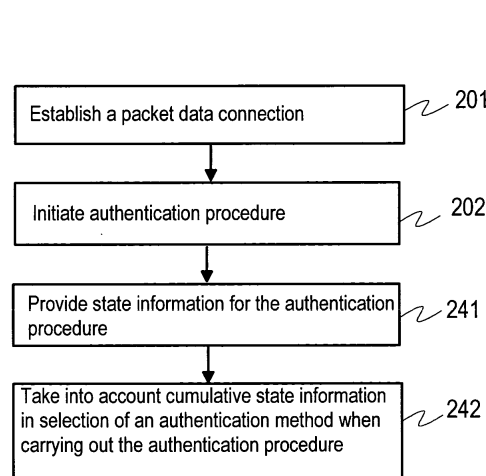 Establish a packet data connection
201
Initiate authentication procedure
202
Provide state information for the authentication
procedure
241
Take into account cumulative state information
in selection of an authentication method when
carrying out the authentication procedure
242